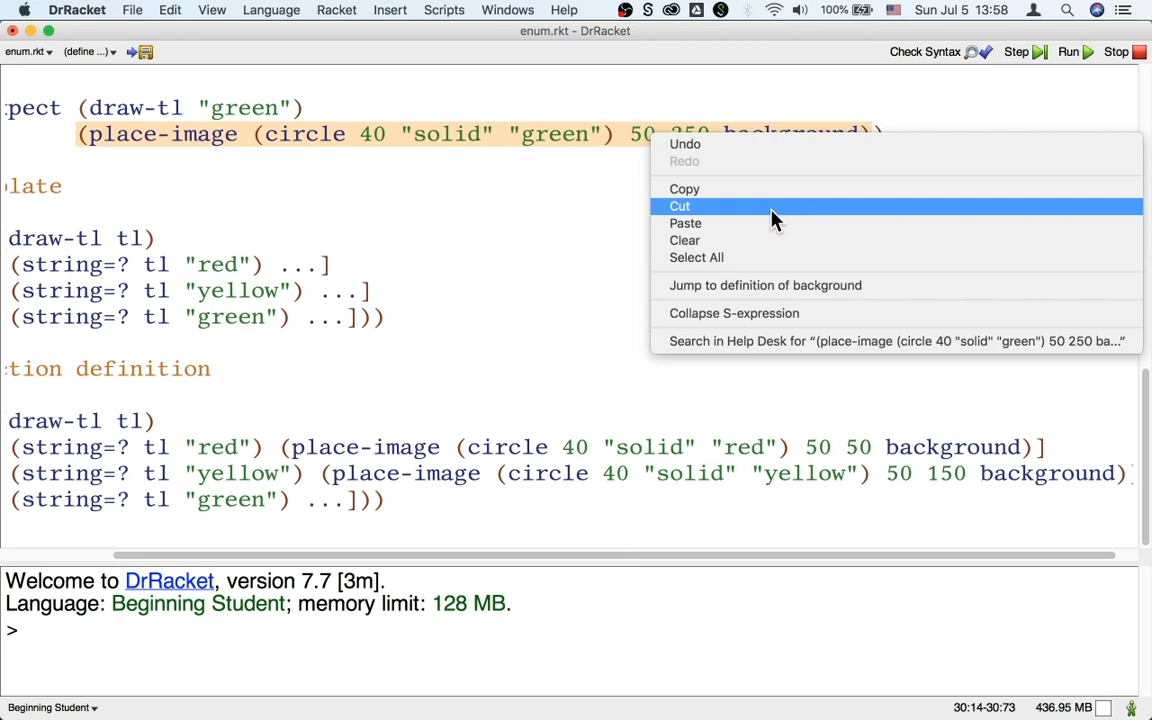 DrRacket File Edit View Language Racket Insert Scripts Windows Help 100% Sun Jul 5 13:58
enum.rkt - DrRacket
enum.rkt (define ...) Check Syntax Step Run Stop
pect (draw-tl "green")
(place-image (circle 40 "solid" "green") 50 250 background))
Undo
Redo
late
Copy
Cut
Paste
draw-tl tl)
Clear
(string=? tl "red") ...]
Select All
(string=? tl "yellow") ...]
Jump to definition of background
(string=? tl "green") ...]))
Collapse S-expression
Search in Help Desk for “(place-image (circle 40 "solid" "green") 50 250 ba...”
tion definition
draw-tl tl)
(string=? tl "red") (place-image (circle 40 "solid" "red") 50 50 background)]
(string=? tl "yellow") (place-image (circle 40 "solid" "yellow") 50 150 background)]
(string=? tl "green") ...]))
Welcome to DrRacket, version 7.7 [3m].
Language: Beginning Student; memory limit: 128 MB.
>
Beginning Student 30:14-30:73 436.95 MB